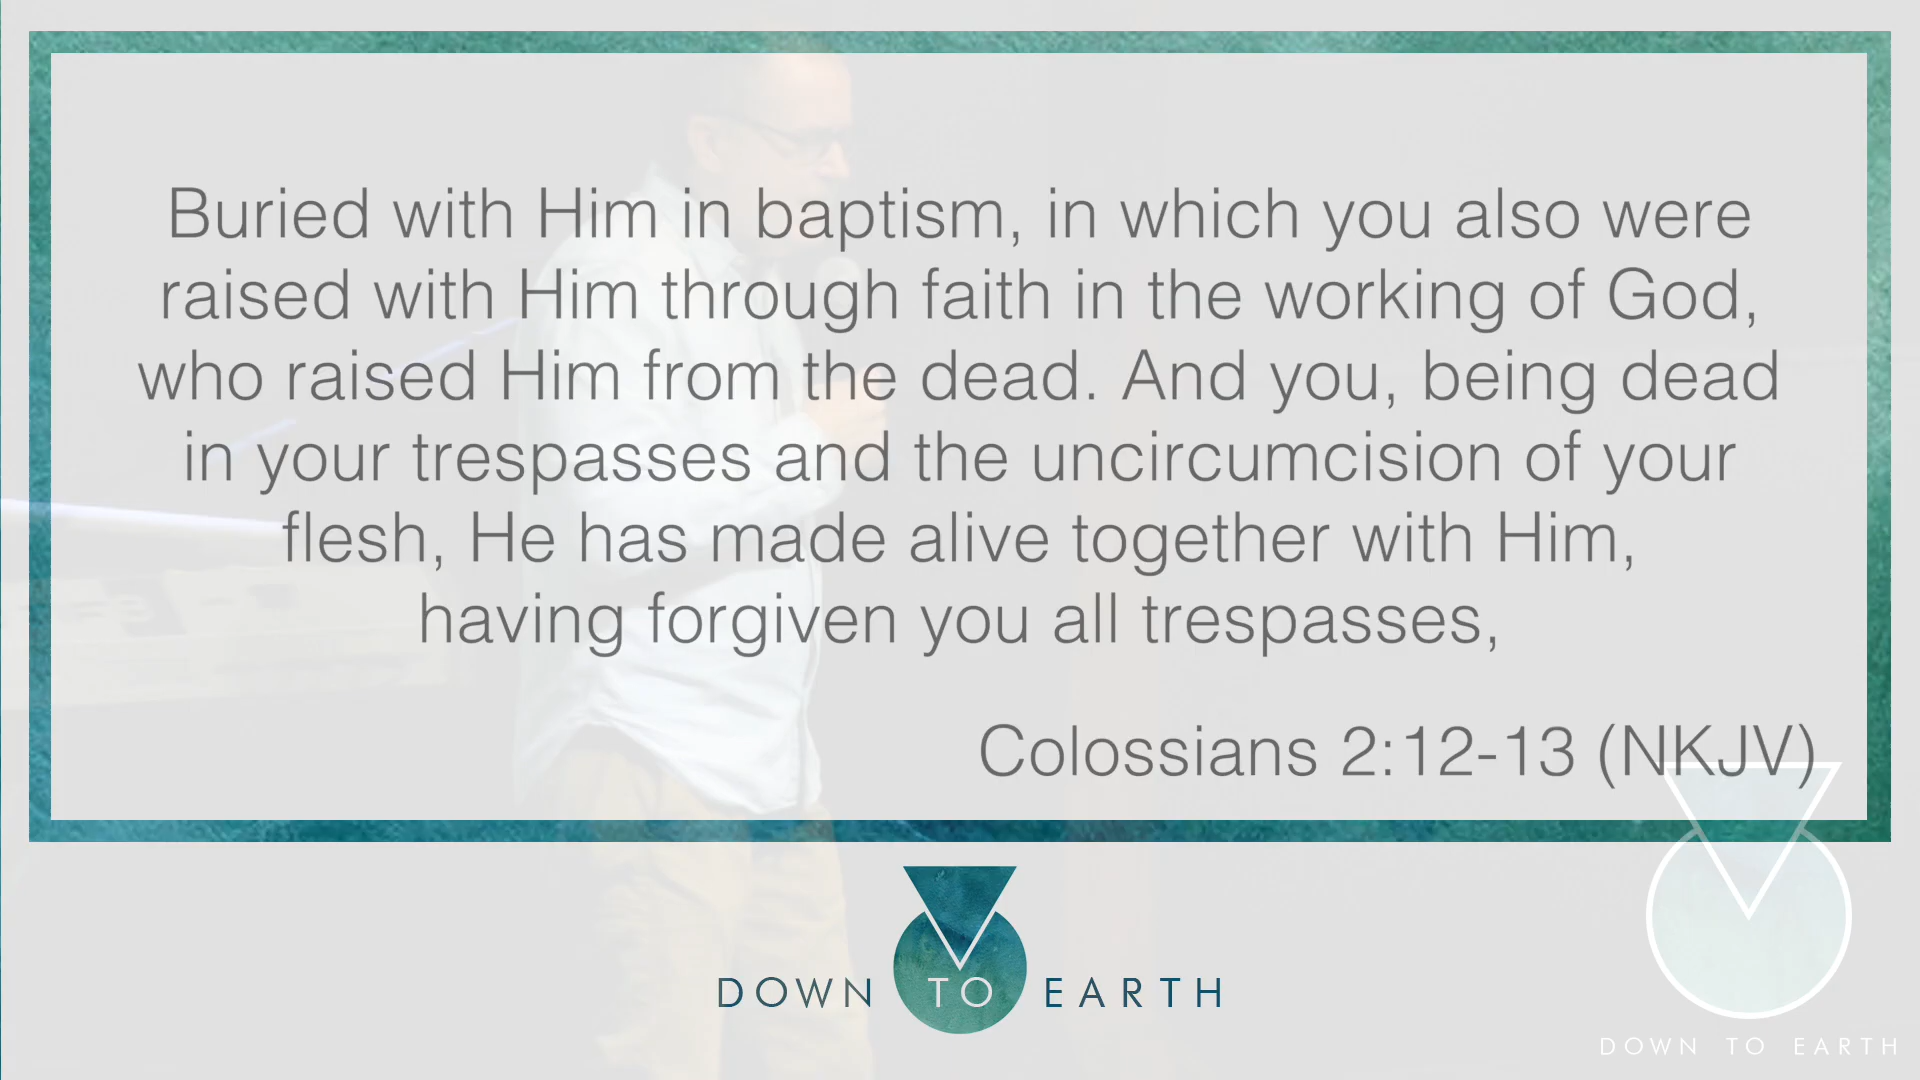 Buried with Him in baptism, in which you also were
raised with Him through faith in the working of God,
who raised Him from the dead. And you, being dead
in your trespasses and the uncircumcision of your
flesh, He has made alive together with Him,
having forgiven you all trespasses,
Colossians 2:12-13 (NKJV)
DOWN TO EARTH
DOWN TO EARTH